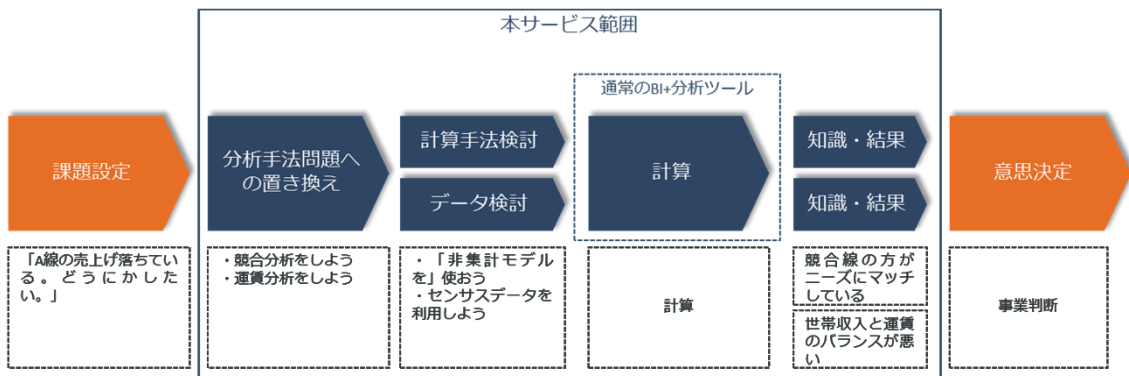 本サービス範囲
通常のBI+分析ツール
課題設定
分析手法問題へ
の置き換え
計算手法検討
データ検討
計算
知識・結果
知識・結果
意思決定
「A線の売上げ落ちてい
る。どうにかした
い。」
・競合分析をしよう
・運賃分析をしよう
・「非集計モデル
を」使おう
・センサスデータを
利用しよう
計算
競合線の方が
ニーズにマッチ
している
世帯収入と運賃
のバランスが悪
い
事業判断